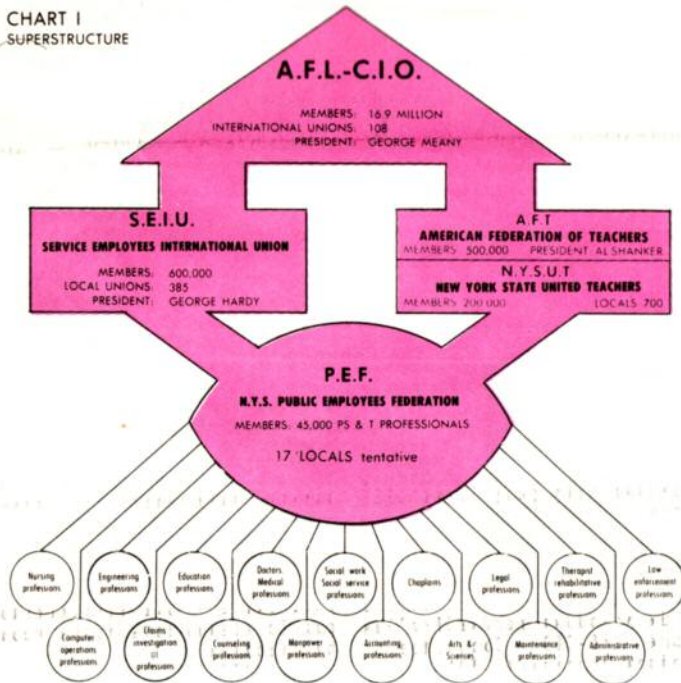 CHART I
SUPERSTRUCTURE
A.F.L.-C.I.O.
MEMBERS: 16.9 MILLION
INTERNATIONAL UNIONS: 108
PRESIDENT: GEORGE MEANY
S.E.I.U.
SERVICE EMPLOYEES INTERNATIONAL UNION
MEMBERS: 600,000
LOCAL UNIONS: 385
PRESIDENT: GEORGE HARDY
A.F.T
AMERICAN FEDERATION OF TEACHERS
MEMBERS 500,000 PRESIDENT AL SHANKER
N.Y.S.U.T
NEW YORK STATE UNITED TEACHERS
MEMBERS 200,000 LOCALS 700
P.E.F.
N.Y.S. PUBLIC EMPLOYEES FEDERATION
MEMBERS: 45,000 PS & T PROFESSIONALS
17 'LOCALS tentative
Nursing
professions
Engineering
professions
Education
professions
Doctors
Medical
professions
Social work
Social service
professions
Chaplains
Legal
professions
Therapist
rehabilitative
professions
Law
enforcement
professions
Computer
operations
professions
Claims
investigation
professions
Counseling
professions
Manpower
professions
Accounting
professions
Arts &
Sciences
Maintenance
professions
Administrative
professions